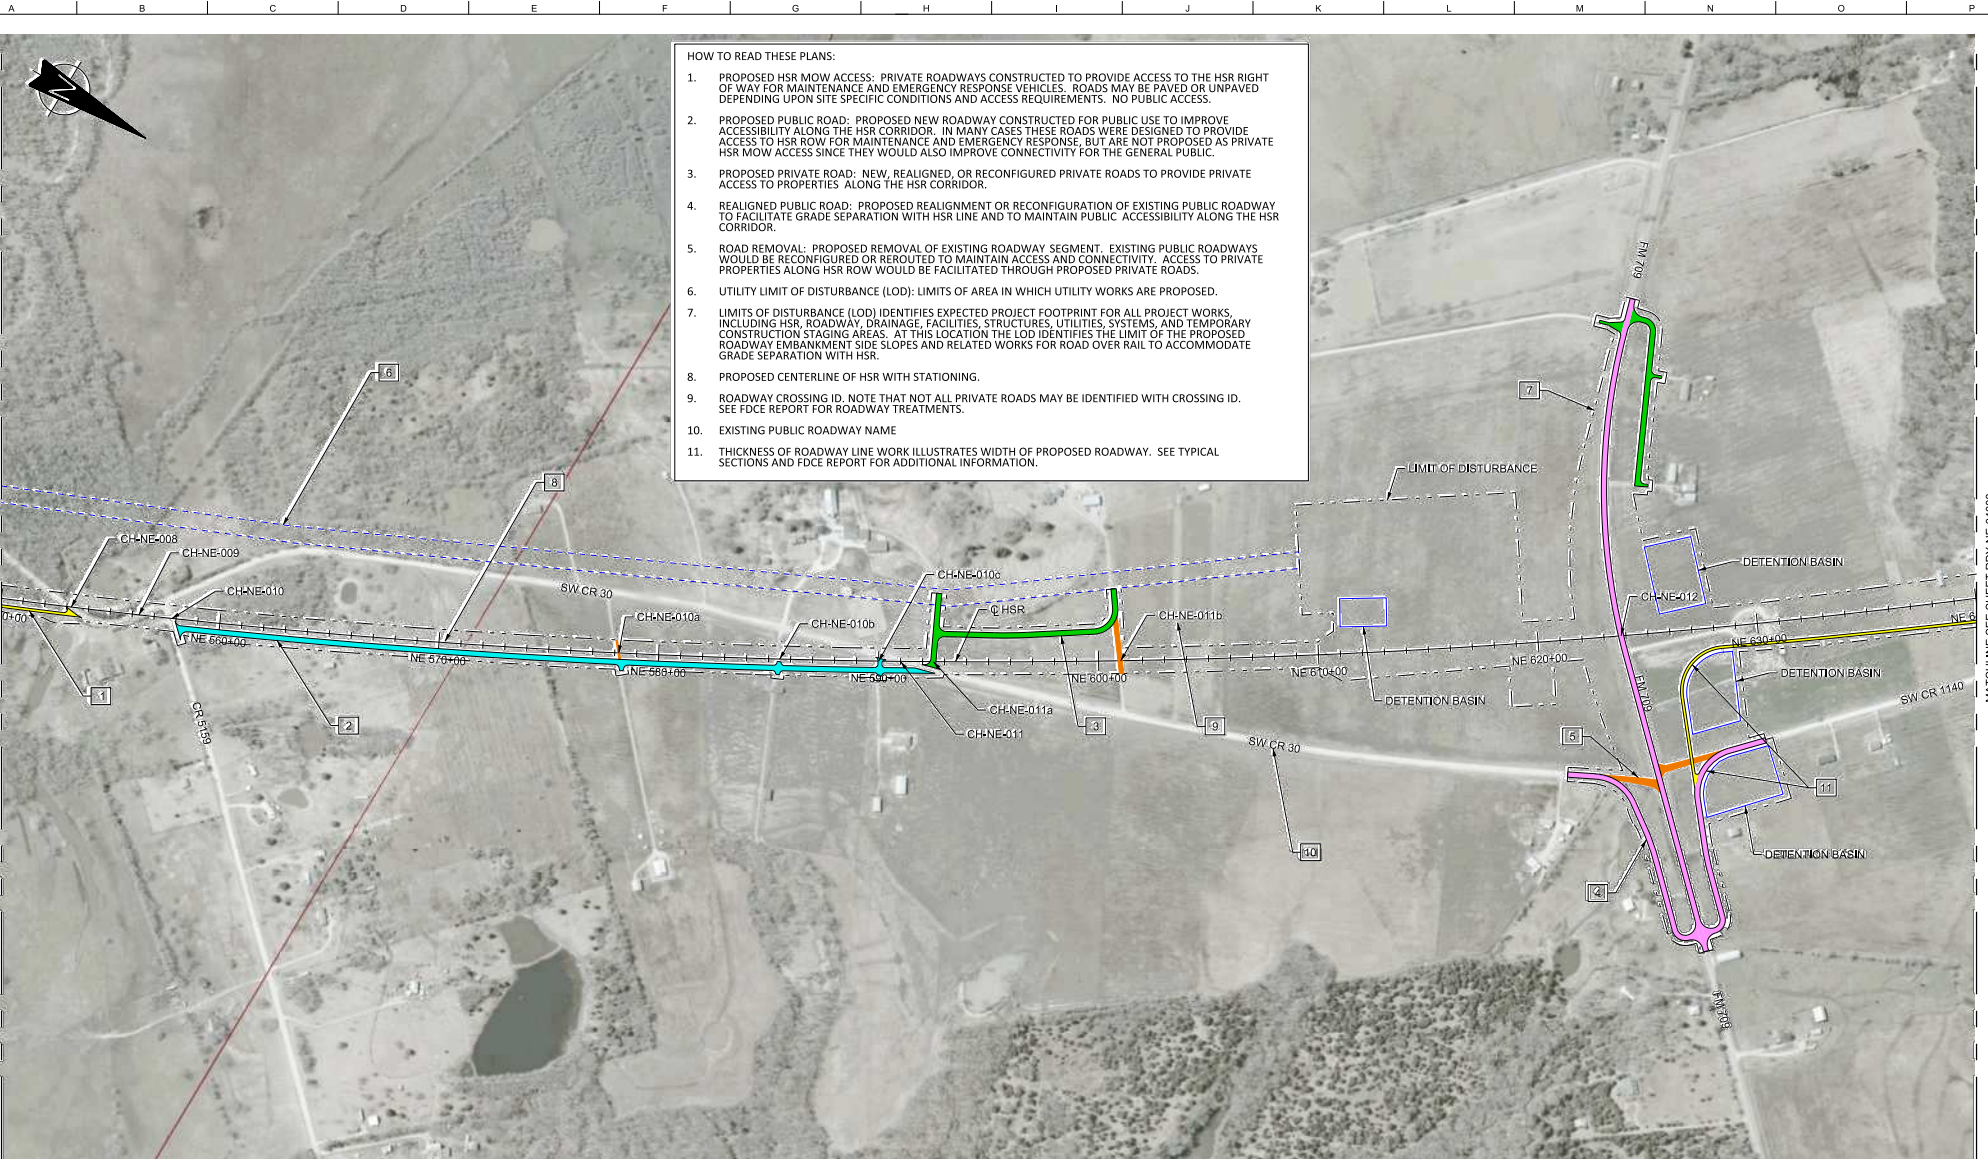 A B C D E F G H I J K L M N O P
HOW TO READ THESE PLANS:
1. PROPOSED HSR MOW ACCESS: PRIVATE ROADWAYS CONSTRUCTED TO PROVIDE ACCESS TO THE HSR RIGHT
OF WAY FOR MAINTENANCE AND EMERGENCY RESPONSE VEHICLES. ROADS MAY BE PAVED OR UNPAVED
DEPENDING UPON SITE SPECIFIC CONDITIONS AND ACCESS REQUIREMENTS. NO PUBLIC ACCESS.
2. PROPOSED PUBLIC ROAD: PROPOSED NEW ROADWAY CONSTRUCTED FOR PUBLIC USE TO IMPROVE
ACCESSIBILITY ALONG THE HSR CORRIDOR. IN MANY CASES THESE ROADS WERE DESIGNED TO PROVIDE
ACCESS TO HSR ROW FOR MAINTENANCE AND EMERGENCY RESPONSE, BUT ARE NOT PROPOSED AS PRIVATE
HSR MOW ACCESS SINCE THEY WOULD ALSO IMPROVE CONNECTIVITY FOR THE GENERAL PUBLIC.
3. PROPOSED PRIVATE ROAD: NEW, REALIGNED, OR RECONFIGURED PRIVATE ROADS TO PROVIDE PRIVATE
ACCESS TO PROPERTIES ALONG THE HSR CORRIDOR.
4. REALIGNED PUBLIC ROAD: PROPOSED REALIGNMENT OR RECONFIGURATION OF EXISTING PUBLIC ROADWAY
TO FACILITATE GRADE SEPARATION WITH HSR LINE AND TO MAINTAIN PUBLIC ACCESSIBILITY ALONG THE HSR
CORRIDOR.
5. ROAD REMOVAL: PROPOSED REMOVAL OF EXISTING ROADWAY SEGMENT. EXISTING PUBLIC ROADWAYS
WOULD BE RECONFIGURED OR REROUTED TO MAINTAIN ACCESS AND CONNECTIVITY. ACCESS TO PRIVATE
PROPERTIES ALONG HSR ROW WOULD BE FACILITATED THROUGH PROPOSED PRIVATE ROADS.
6. UTILITY LIMIT OF DISTURBANCE (LOD): LIMITS OF AREA IN WHICH UTILITY WORKS ARE PROPOSED.
7. LIMITS OF DISTURBANCE (LOD) IDENTIFIES EXPECTED PROJECT FOOTPRINT FOR ALL PROJECT WORKS,
INCLUDING HSR, ROADWAY, DRAINAGE, FACILITIES, STRUCTURES, UTILITIES, SYSTEMS, AND TEMPORARY
CONSTRUCTION STAGING AREAS. AT THIS LOCATION THE LOD IDENTIFIES THE LIMIT OF THE PROPOSED
ROADWAY EMBANKMENT SIDE SLOPES AND RELATED WORKS FOR ROAD OVER RAIL TO ACCOMMODATE
GRADE SEPARATION WITH HSR.
8. PROPOSED CENTERLINE OF HSR WITH STATIONING.
9. ROADWAY CROSSING ID. NOTE THAT NOT ALL PRIVATE ROADS MAY BE IDENTIFIED WITH CROSSING ID.
SEE FDCE REPORT FOR ROADWAY TREATMENTS.
10. EXISTING PUBLIC ROADWAY NAME
11. THICKNESS OF ROADWAY LINE WORK ILLUSTRATES WIDTH OF PROPOSED ROADWAY. SEE TYPICAL
SECTIONS AND FDCE REPORT FOR ADDITIONAL INFORMATION.
N
FM 709
6
7
LIMIT OF DISTURBANCE
8
CH-NE-008
CH-NE-009
CH-NE-010
SW CR 30
CH-NE-010c
℄ HSR
CH-NE-010a
CH-NE-010b
CH-NE-011b
DETENTION BASIN
CH-NE-012
0+00
NE 560+00
NE 570+00
NE 580+00
NE 590+00
NE 600+00
NE 610+00
NE 620+00
NE 630+00
NE 6
1
CR 5159
2
CH-NE-011a
CH-NE-011
3
9
DETENTION BASIN
FM 709
DETENTION BASIN
SW CR 1140
SW CR 30
5
11
10
DETENTION BASIN
4
FM 709